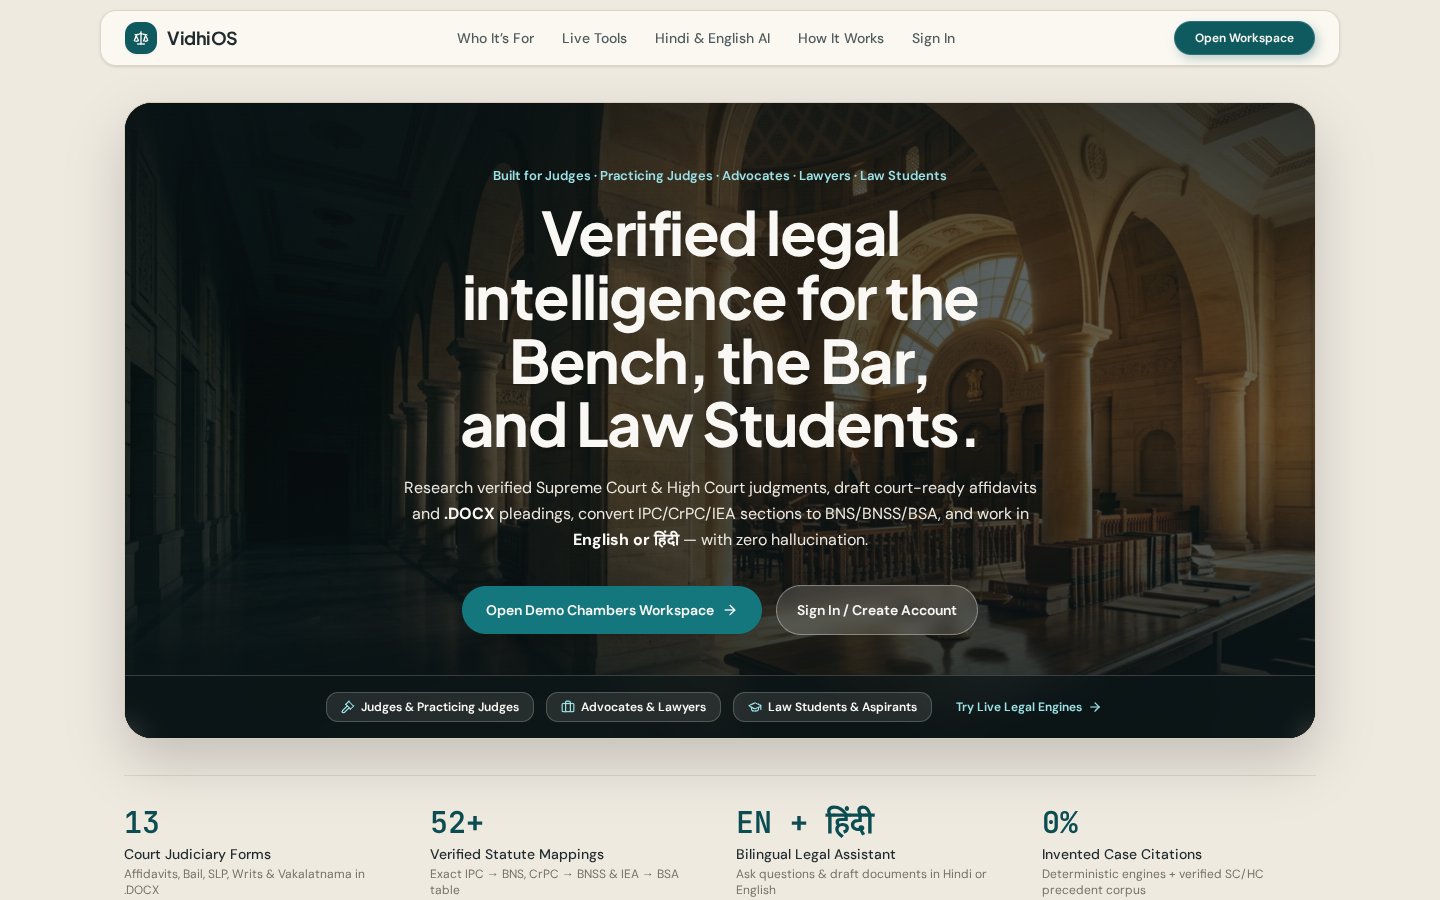 VidhiOS
Who It's For
Live Tools
Hindi & English AI
How It Works
Sign In
Open Workspace
Built for Judges · Practicing Judges · Advocates · Lawyers · Law Students
Verified legal
intelligence for the
Bench, the Bar,
and Law Students.
Research verified Supreme Court & High Court judgments, draft court-ready affidavits
and .DOCX pleadings, convert IPC/CrPC/IEA sections to BNS/BNSS/BSA, and work in
English or हिंदी — with zero hallucination.
Open Demo Chambers Workspace →
Sign In / Create Account
Judges & Practicing Judges
Advocates & Lawyers
Law Students & Aspirants
Try Live Legal Engines →
13
Court Judiciary Forms
Affidavits, Bail, SLP, Writs & Vakalatnama in
.DOCX
52+
Verified Statute Mappings
Exact IPC → BNS, CrPC → BNSS & IEA → BSA
table
EN + हिंदी
Bilingual Legal Assistant
Ask questions & draft documents in Hindi or
English
0%
Invented Case Citations
Deterministic engines + verified SC/HC
precedent corpus